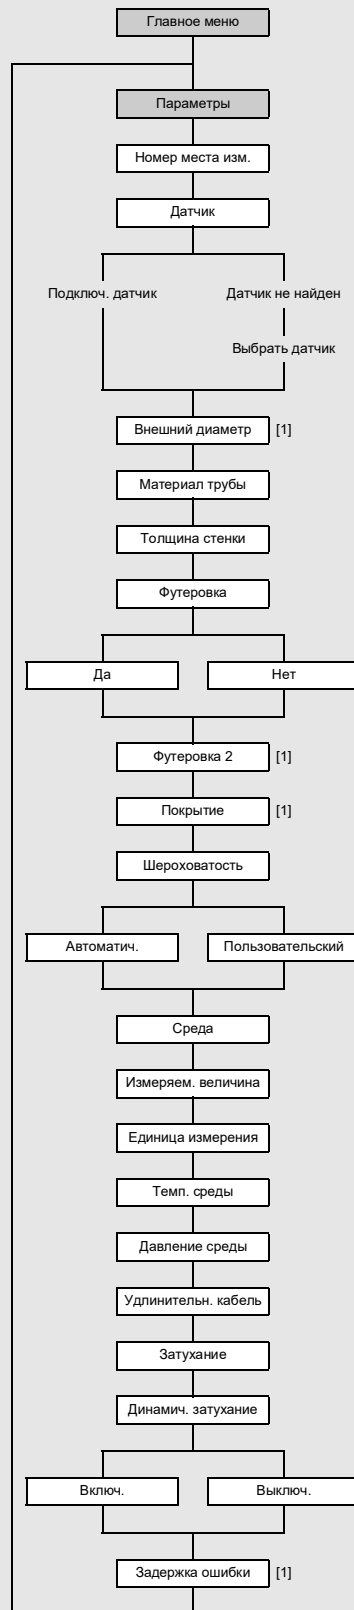 Главное меню
Параметры
Номер места изм.
Датчик
Подключ. датчик
Датчик не найден
Выбрать датчик
Внешний диаметр [1]
Материал трубы
Толщина стенки
Футеровка
Да
Нет
Футеровка 2 [1]
Покрытие [1]
Шероховатость
Автоматич.
Пользовательский
Среда
Измеряем. величина
Единица измерения
Темп. среды
Давление среды
Удлинительн. кабель
Затухание
Динамич. затухание
Включ.
Выключ.
Задержка ошибки [1]